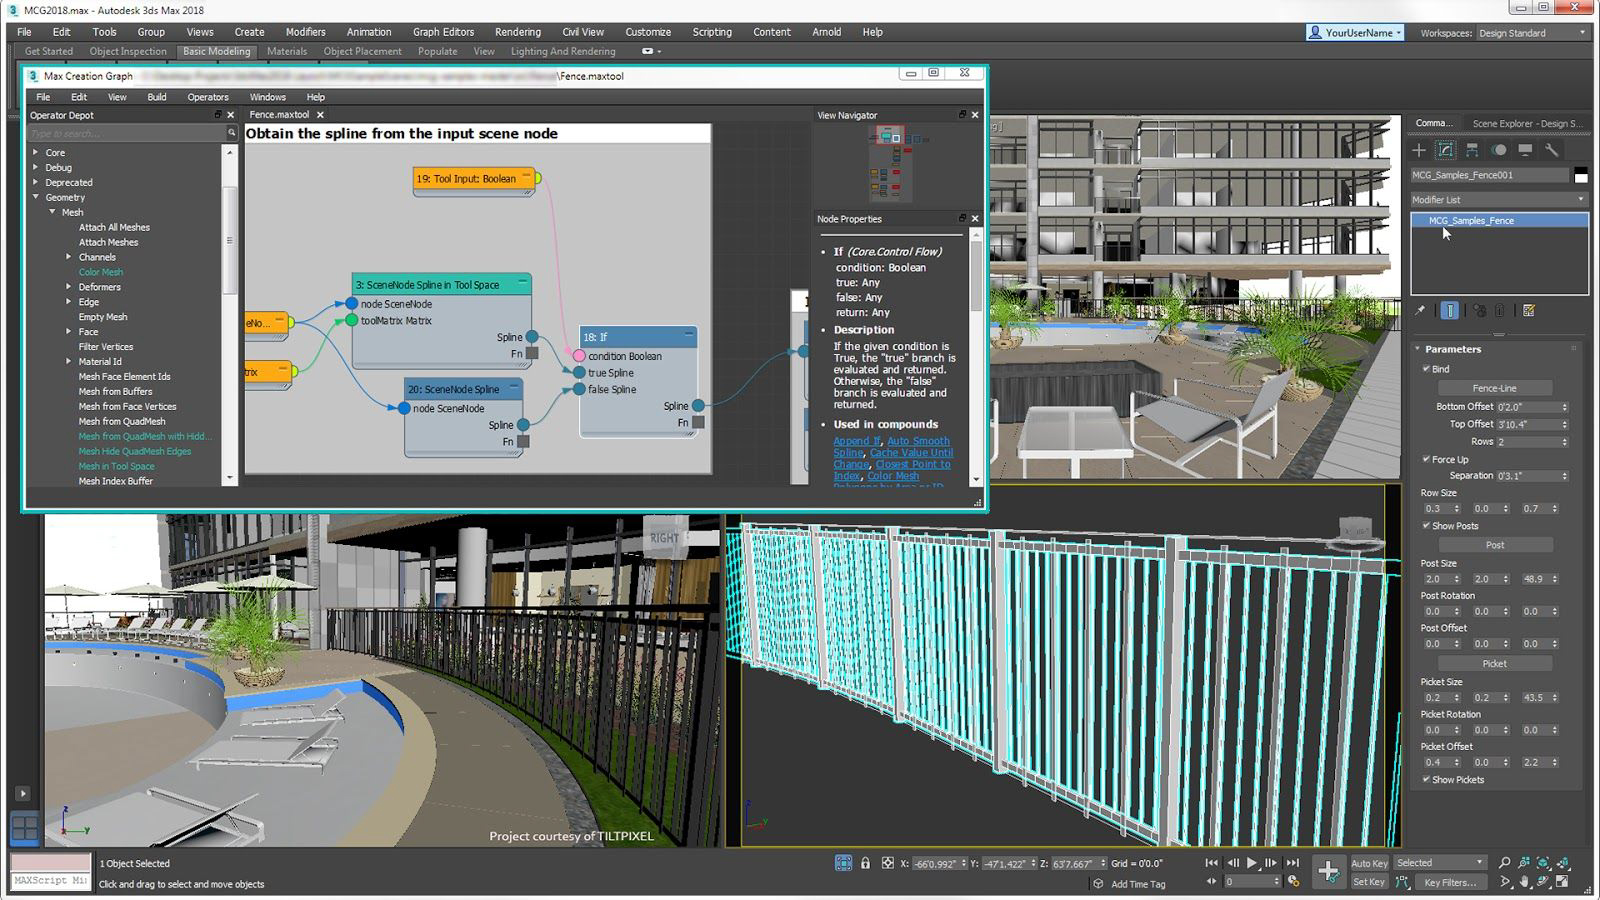 MCG2018.max - Autodesk 3ds Max 2018
File Edit Tools Group Views Create Modifiers Animation Graph Editors Rendering Civil View Customize Scripting Content Arnold Help
YourUserName
Workspaces: Design Standard
Get Started Object Inspection Basic Modeling Materials Object Placement Populate View Lighting And Rendering
Max Creation Graph
\Fence.maxtool
File Edit View Build Operators Windows Help
Operator Depot
Type to search...
Core
Debug
Deprecated
Geometry
Mesh
Attach All Meshes
Attach Meshes
Channels
Color Mesh
Deformers
Edge
Empty Mesh
Face
Filter Vertices
Material Id
Mesh Face Element Ids
Mesh from Buffers
Mesh from Face Vertices
Mesh from QuadMesh
Mesh from QuadMesh with Hidd...
Mesh Hide QuadMesh Edges
Mesh in Tool Space
Mesh Index Buffer
Fence.maxtool
Obtain the spline from the input scene node
19: Tool Input: Boolean
3: SceneNode Spline in Tool Space
node SceneNode
toolMatrix Matrix
Spline
Fn
eNo...
trix
20: SceneNode Spline
node SceneNode
Spline
Fn
18: If
condition Boolean
true Spline
false Spline
Spline
Fn
View Navigator
Node Properties
If (Core.Control Flow)
condition: Boolean
true: Any
false: Any
return: Any
Description
If the given condition is
True, the "true" branch is
evaluated and returned.
Otherwise, the "false"
branch is evaluated and
returned.
Used in compounds
Append If, Auto Smooth
Spline, Cache Value Until
Change, Closest Point to
Index, Color Mesh
Comma... Scene Explorer - Design S...
MCG_Samples_Fence001
Modifier List
MCG_Samples_Fence
Parameters
Bind
Fence-Line
Bottom Offset 0'2.0"
Top Offset 3'10.4"
Rows 2
Force Up
Separation 0'3.1"
Row Size
0.3 0.0 0.7
Show Posts
Post
Post Size
2.0 2.0 48.9
Post Rotation
0.0 0.0 0.0
Post Offset
0.0 0.0 0.0
Picket
Picket Size
0.2 0.2 43.5
Picket Rotation
0.0 0.0 0.0
Picket Offset
0.4 0.0 2.2
Show Pickets
RIGHT
z
x
y
Project courtesy of TILTPIXEL
1 Object Selected
MAXScript Mi
Click and drag to select and move objects
X: -66'0.992" Y: -47'1.422" Z: 63'7.667" Grid = 0'0.0"
Add Time Tag
0
Auto Key Selected
Set Key Key Filters...